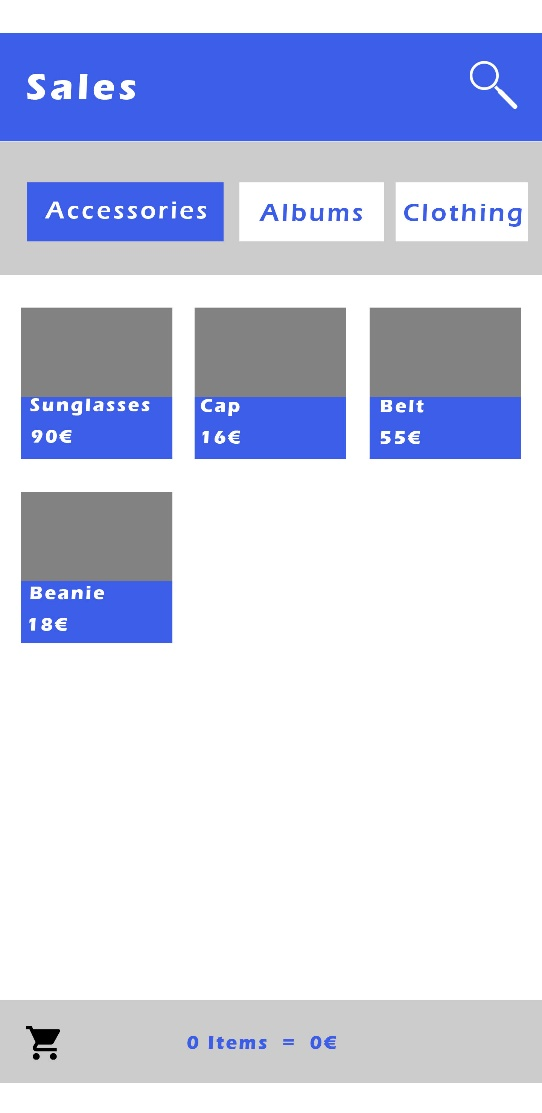 Sales
Accessories Albums Clothing
Sunglasses Cap Belt
90€ 16€ 55€
Beanie
18€
0 Items = 0€